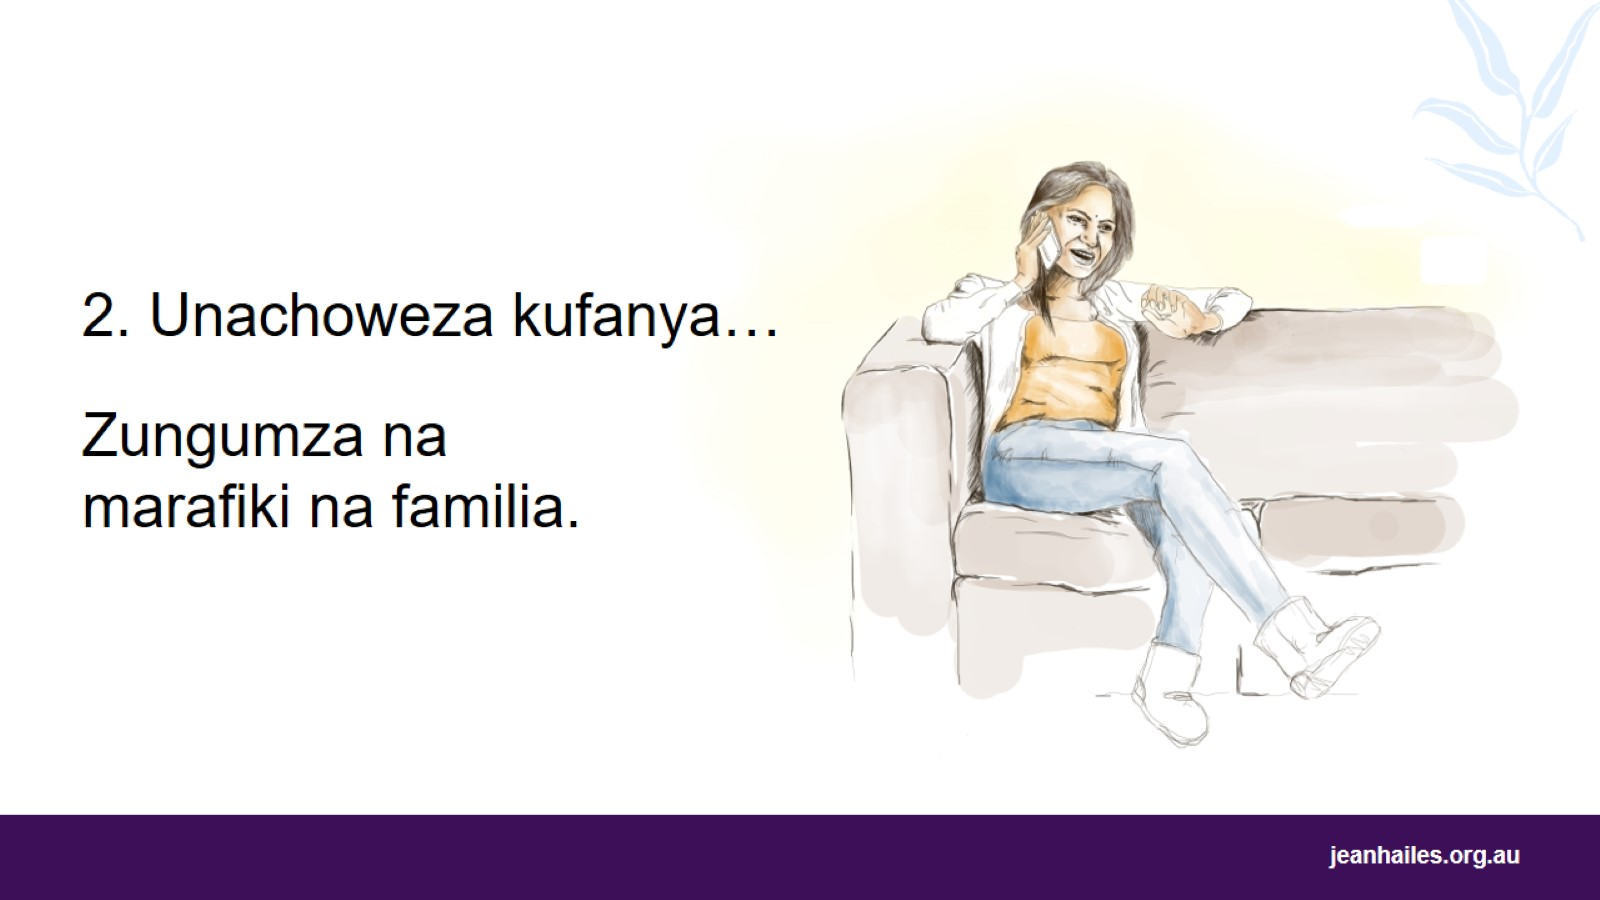 2. Unachoweza kufanya…
Zungumza na
marafiki na familia.
jeanhailes.org.au